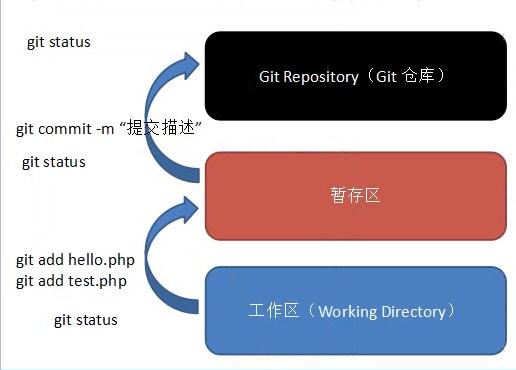 git status
Git Repository（Git 仓库）
git commit -m “提交描述”
git status
暂存区
git add hello.php
git add test.php
工作区（Working Directory）
git status